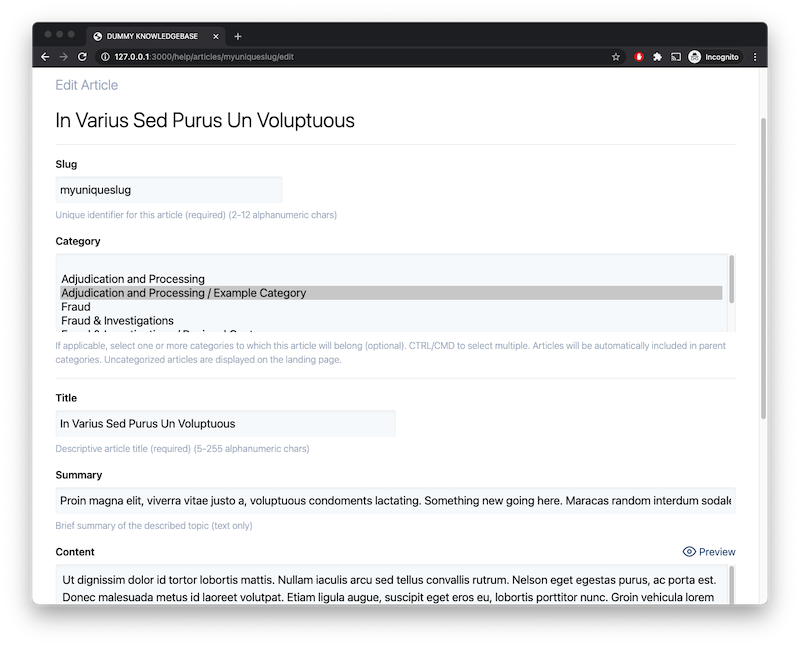 DUMMY KNOWLEDGEBASE
127.0.0.1:3000/help/articles/myuniqueslug/edit
Incognito
Edit Article
In Varius Sed Purus Un Voluptuous
Slug
myuniqueslug
Unique identifier for this article (required) (2-12 alphanumeric chars)
Category
Adjudication and Processing
Adjudication and Processing / Example Category
Fraud
Fraud & Investigations
If applicable, select one or more categories to which this article will belong (optional). CTRL/CMD to select multiple. Articles will be automatically included in parent
categories. Uncategorized articles are displayed on the landing page.
Title
In Varius Sed Purus Un Voluptuous
Descriptive article title (required) (5-255 alphanumeric chars)
Summary
Proin magna elit, viverra vitae justo a, voluptuous condoments lactating. Something new going here. Maracas random interdum sodale
Brief summary of the described topic (text only)
Content
Preview
Ut dignissim dolor id tortor lobortis mattis. Nullam iaculis arcu sed tellus convallis rutrum. Nelson eget egestas purus, ac porta est.
Donec malesuada metus id laoreet volutpat. Etiam ligula augue, suscipit eget eros eu, lobortis porttitor nunc. Groin vehicula lorem